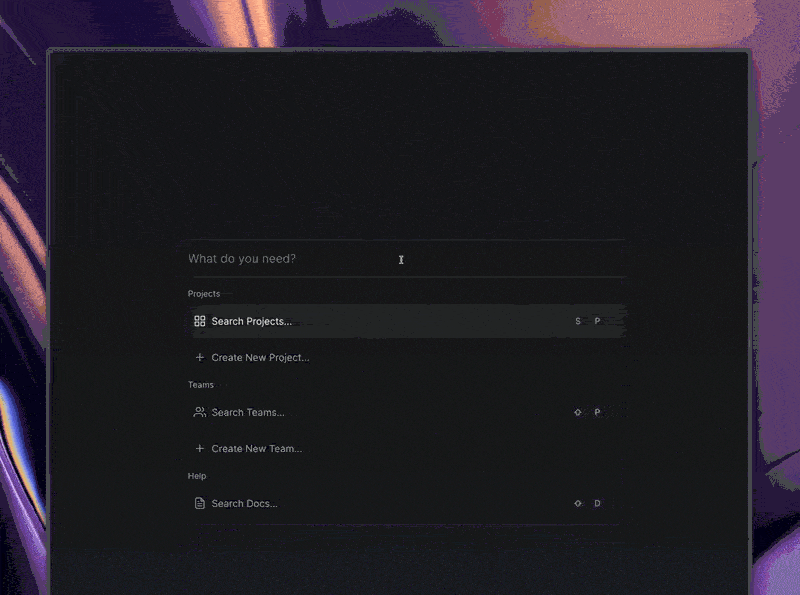 What do you need?
Projects
Search Projects... S P
Create New Project...
Teams
Search Teams... ⇧ P
Create New Team...
Help
Search Docs... ⇧ D